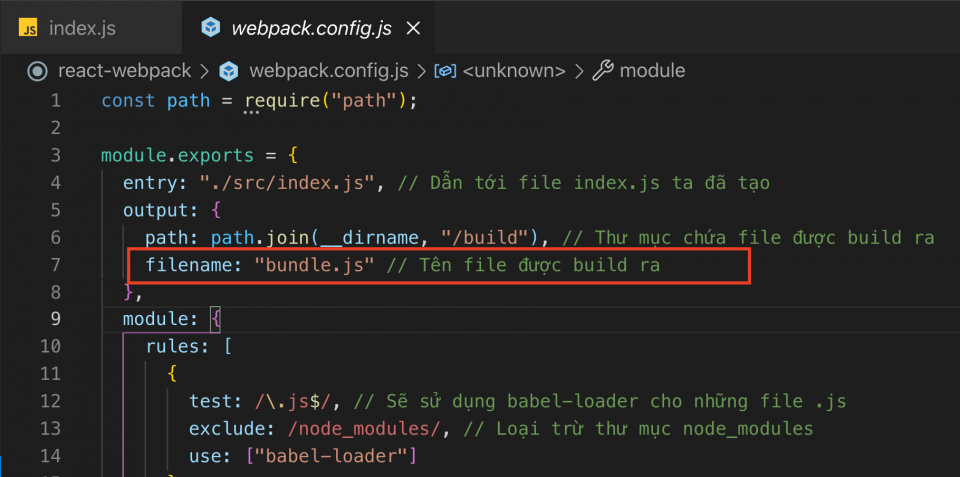 JS index.js webpack.config.js ×
react-webpack > webpack.config.js > <unknown> > module
1 const path = require("path");
2
3 module.exports = {
4 entry: "./src/index.js", // Dẫn tới file index.js ta đã tạo
5 output: {
6 path: path.join(__dirname, "/build"), // Thư mục chứa file được build ra
7 filename: "bundle.js" // Tên file được build ra
8 },
9 module: {
10 rules: [
11 {
12 test: /\.js$/, // Sẽ sử dụng babel-loader cho những file .js
13 exclude: /node_modules/, // Loại trừ thư mục node_modules
14 use: ["babel-loader"]